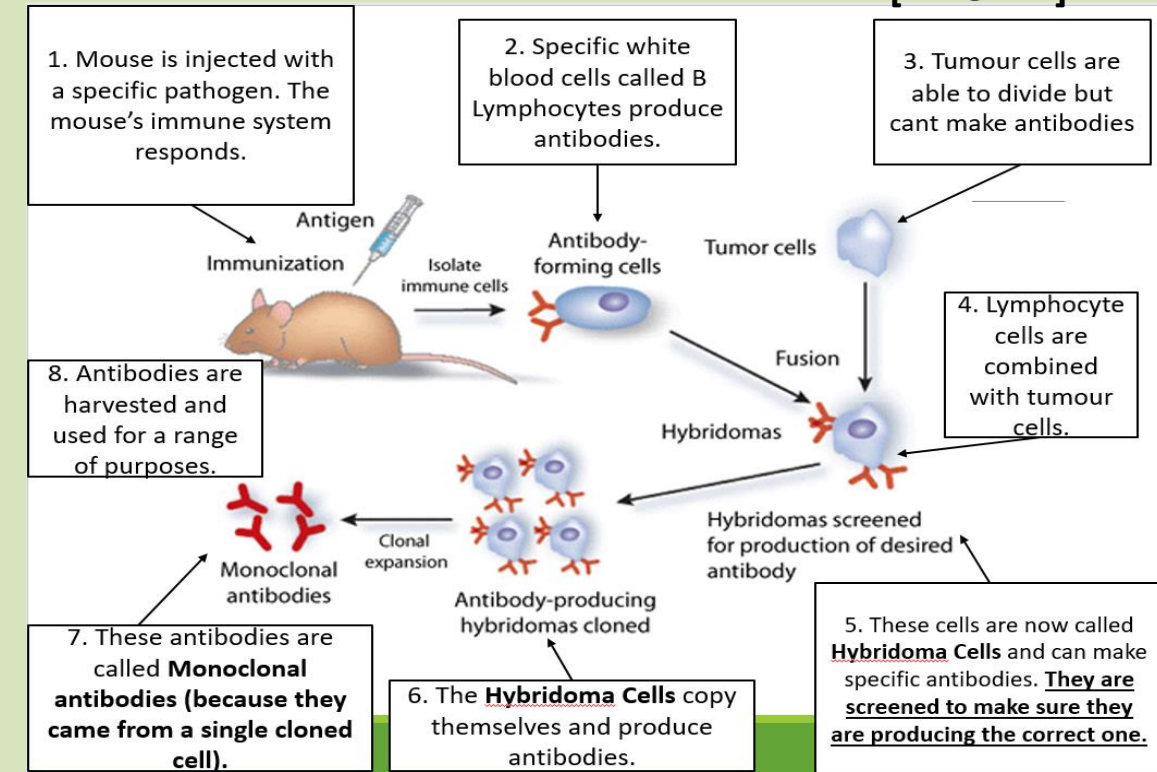 1. Mouse is injected with
a specific pathogen. The
mouse's immune system
responds.
2. Specific white
blood cells called B
Lymphocytes produce
antibodies.
3. Tumour cells are
able to divide but
cant make antibodies
Antigen
Immunization
Isolate
immune cells
Antibody-
forming cells
Tumor cells
4. Lymphocyte
cells are
combined
with tumour
cells.
Fusion
Hybridomas
8. Antibodies are
harvested and
used for a range
of purposes.
Hybridomas screened
for production of desired
antibody
Clonal
expansion
Monoclonal
antibodies
Antibody-producing
hybridomas cloned
5. These cells are now called
Hybridoma Cells and can make
specific antibodies. They are
screened to make sure they
are producing the correct one.
7. These antibodies are
called Monoclonal
antibodies (because they
came from a single cloned
cell).
6. The Hybridoma Cells copy
themselves and produce
antibodies.